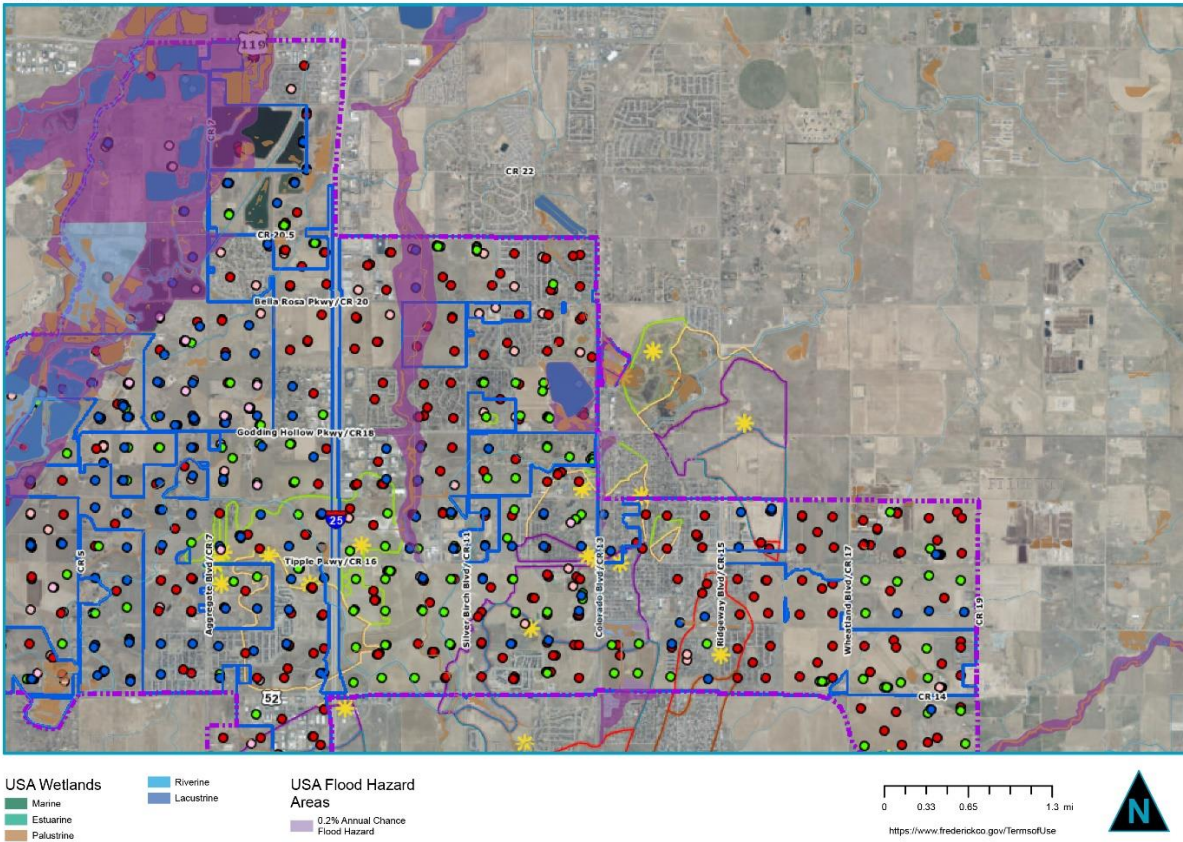 119
CR 7
CR 22
CR 20.5
Bella Rosa Pkwy/CR 20
Godding Hollow Pkwy/CR18
25
CR 5
Aggregate Blvd/CR 7
Tipple Pkwy/CR 16
Silver Birch Blvd/CR 11
Colorado Blvd/CR 13
Ridgeway Blvd/CR 15
Wheatland Blvd/CR 17
CR 19
52
CR 14
USA Wetlands
Marine
Estuarine
Palustrine
Riverine
Lacustrine
USA Flood Hazard
Areas
0.2% Annual Chance
Flood Hazard
0 0.33 0.65 1.3 mi
https://www.frederickco.gov/TermsofUse
N